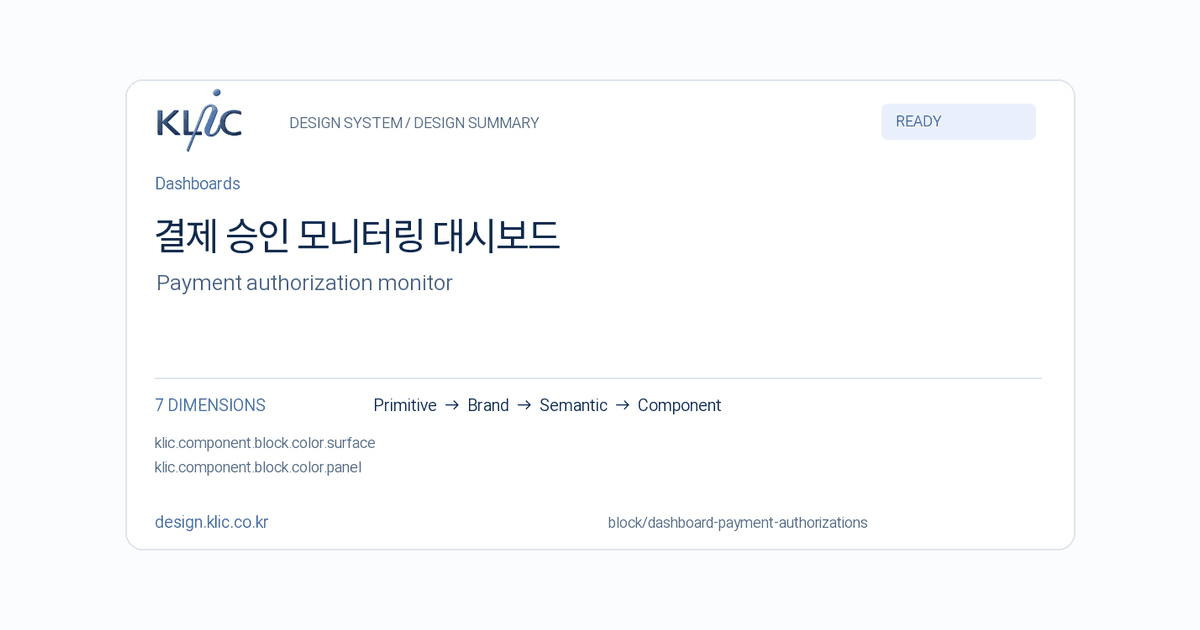 KLiC
DESIGN SYSTEM / DESIGN SUMMARY
READY
Dashboards
결제 승인 모니터링 대시보드
Payment authorization monitor
7 DIMENSIONS
Primitive → Brand → Semantic → Component
klic.component.block.color.surface
klic.component.block.color.panel
design.klic.co.kr
block/dashboard-payment-authorizations